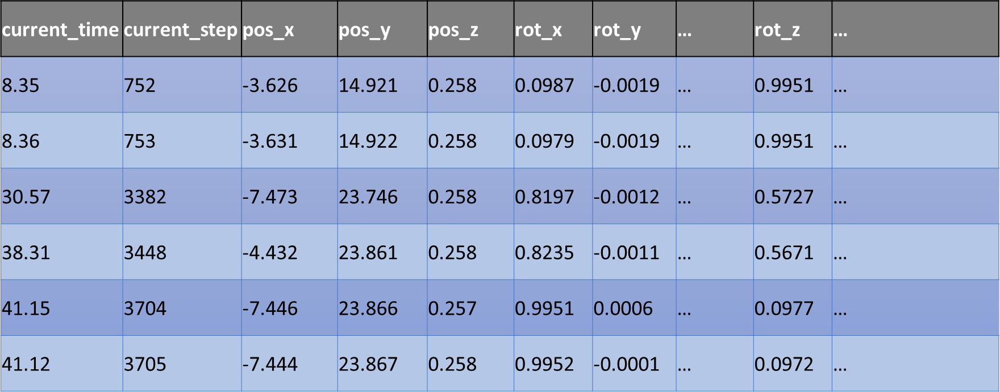 current_time current_step pos_x pos_y pos_z rot_x rot_y ... rot_z ...
8.35 752 -3.626 14.921 0.258 0.0987 -0.0019 ... 0.9951 ...
8.36 753 -3.631 14.922 0.258 0.0979 -0.0019 ... 0.9951 ...
30.57 3382 -7.473 23.746 0.258 0.8197 -0.0012 ... 0.5727 ...
38.31 3448 -4.432 23.861 0.258 0.8235 -0.0011 ... 0.5671 ...
41.15 3704 -7.446 23.866 0.257 0.9951 0.0006 ... 0.0977 ...
41.12 3705 -7.444 23.867 0.258 0.9952 -0.0001 ... 0.0972 ...